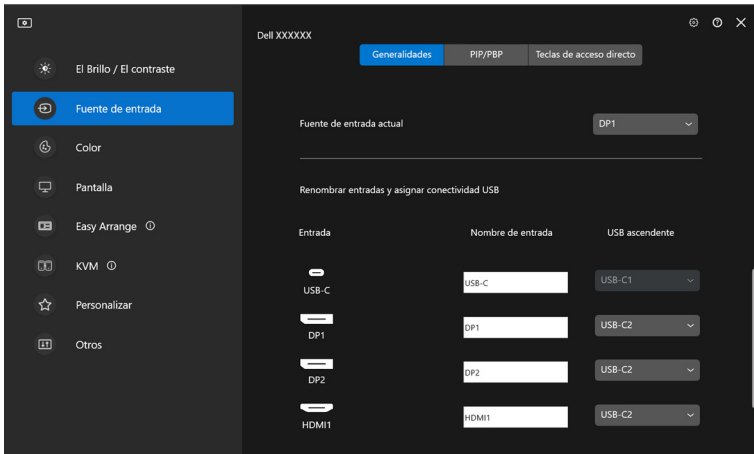 Dell XXXXXX
Generalidades PIP/PBP Teclas de acceso directo
El Brillo / El contraste
Fuente de entrada
Color
Pantalla
Easy Arrange
KVM
Personalizar
Otros
Fuente de entrada actual DP1
Renombrar entradas y asignar conectividad USB
Entrada Nombre de entrada USB ascendente
USB-C USB-C USB-C1
DP1 DP1 USB-C2
DP2 DP2 USB-C2
HDMI1 HDMI1 USB-C2